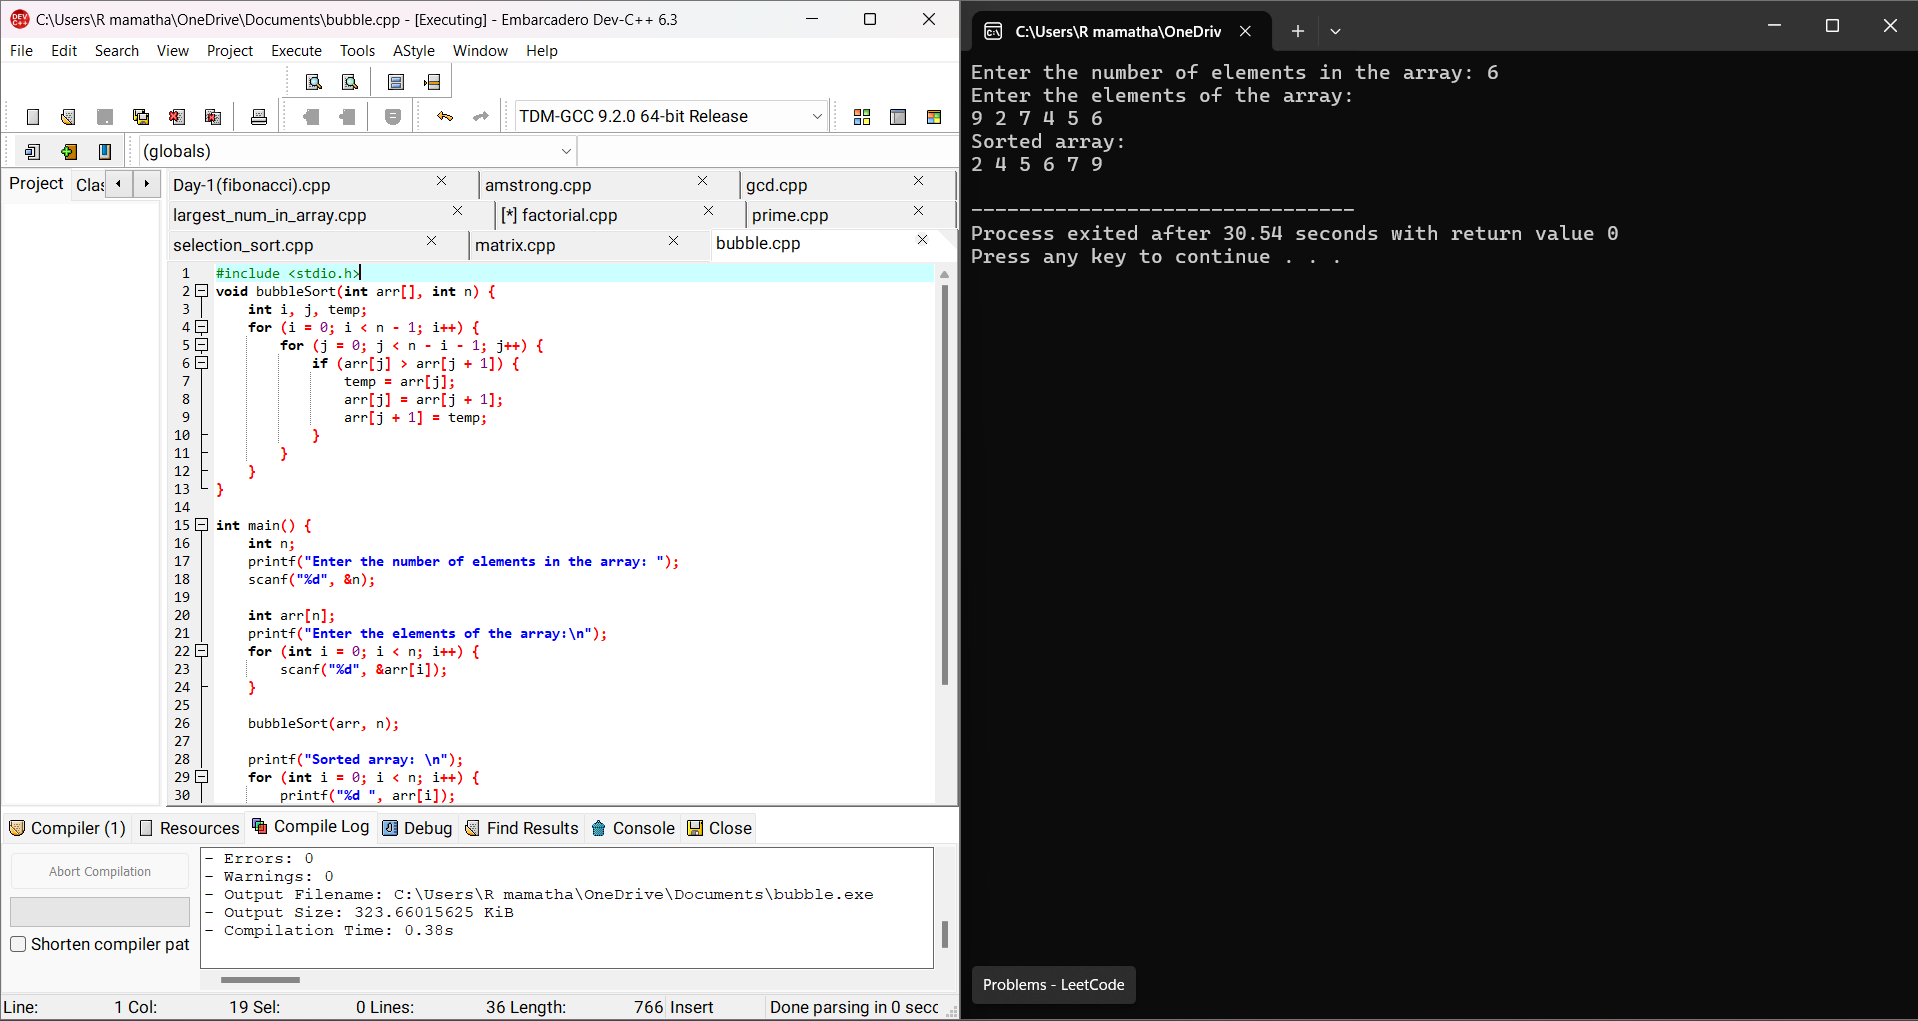 C:\Users\R mamatha\OneDrive\Documents\bubble.cpp - [Executing] - Embarcadero Dev-C++ 6.3
File Edit Search View Project Execute Tools AStyle Window Help
TDM-GCC 9.2.0 64-bit Release
(globals)
Project Clas
Day-1(fibonacci).cpp amstrong.cpp gcd.cpp
largest_num_in_array.cpp [*] factorial.cpp prime.cpp
selection_sort.cpp matrix.cpp bubble.cpp
1 #include <stdio.h>
2 void bubbleSort(int arr[], int n) {
3 int i, j, temp;
4 for (i = 0; i < n - 1; i++) {
5 for (j = 0; j < n - i - 1; j++) {
6 if (arr[j] > arr[j + 1]) {
7 temp = arr[j];
8 arr[j] = arr[j + 1];
9 arr[j + 1] = temp;
10 }
11 }
12 }
13 }
14
15 int main() {
16 int n;
17 printf("Enter the number of elements in the array: ");
18 scanf("%d", &n);
19
20 int arr[n];
21 printf("Enter the elements of the array:\n");
22 for (int i = 0; i < n; i++) {
23 scanf("%d", &arr[i]);
24 }
25
26 bubbleSort(arr, n);
27
28 printf("Sorted array: \n");
29 for (int i = 0; i < n; i++) {
30 printf("%d ", arr[i]);
Compiler (1) Resources Compile Log Debug Find Results Console Close
Abort Compilation
Shorten compiler pat
- Errors: 0
- Warnings: 0
- Output Filename: C:\Users\R mamatha\OneDrive\Documents\bubble.exe
- Output Size: 323.66015625 KiB
- Compilation Time: 0.38s
Line: 1 Col: 19 Sel: 0 Lines: 36 Length: 766 Insert Done parsing in 0 secc
C:\Users\R mamatha\OneDriv
Enter the number of elements in the array: 6
Enter the elements of the array:
9 2 7 4 5 6
Sorted array:
2 4 5 6 7 9
--------------------------------
Process exited after 30.54 seconds with return value 0
Press any key to continue . . .
Problems - LeetCode